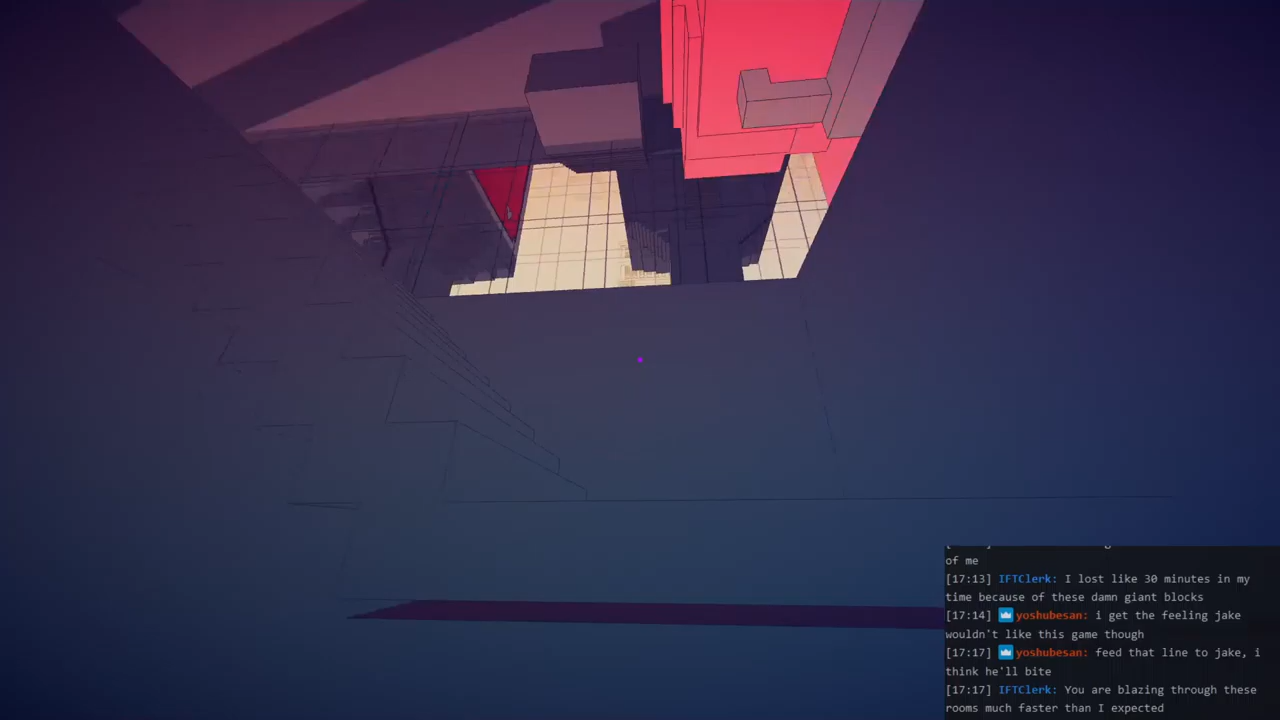 of me
[17:13] IFTClerk: I lost like 30 minutes in my
time because of these damn giant blocks
[17:14] yoshubesan: i get the feeling jake
wouldn't like this game though
[17:17] yoshubesan: feed that line to jake, i
think he'll bite
[17:17] IFTClerk: You are blazing through these
rooms much faster than I expected